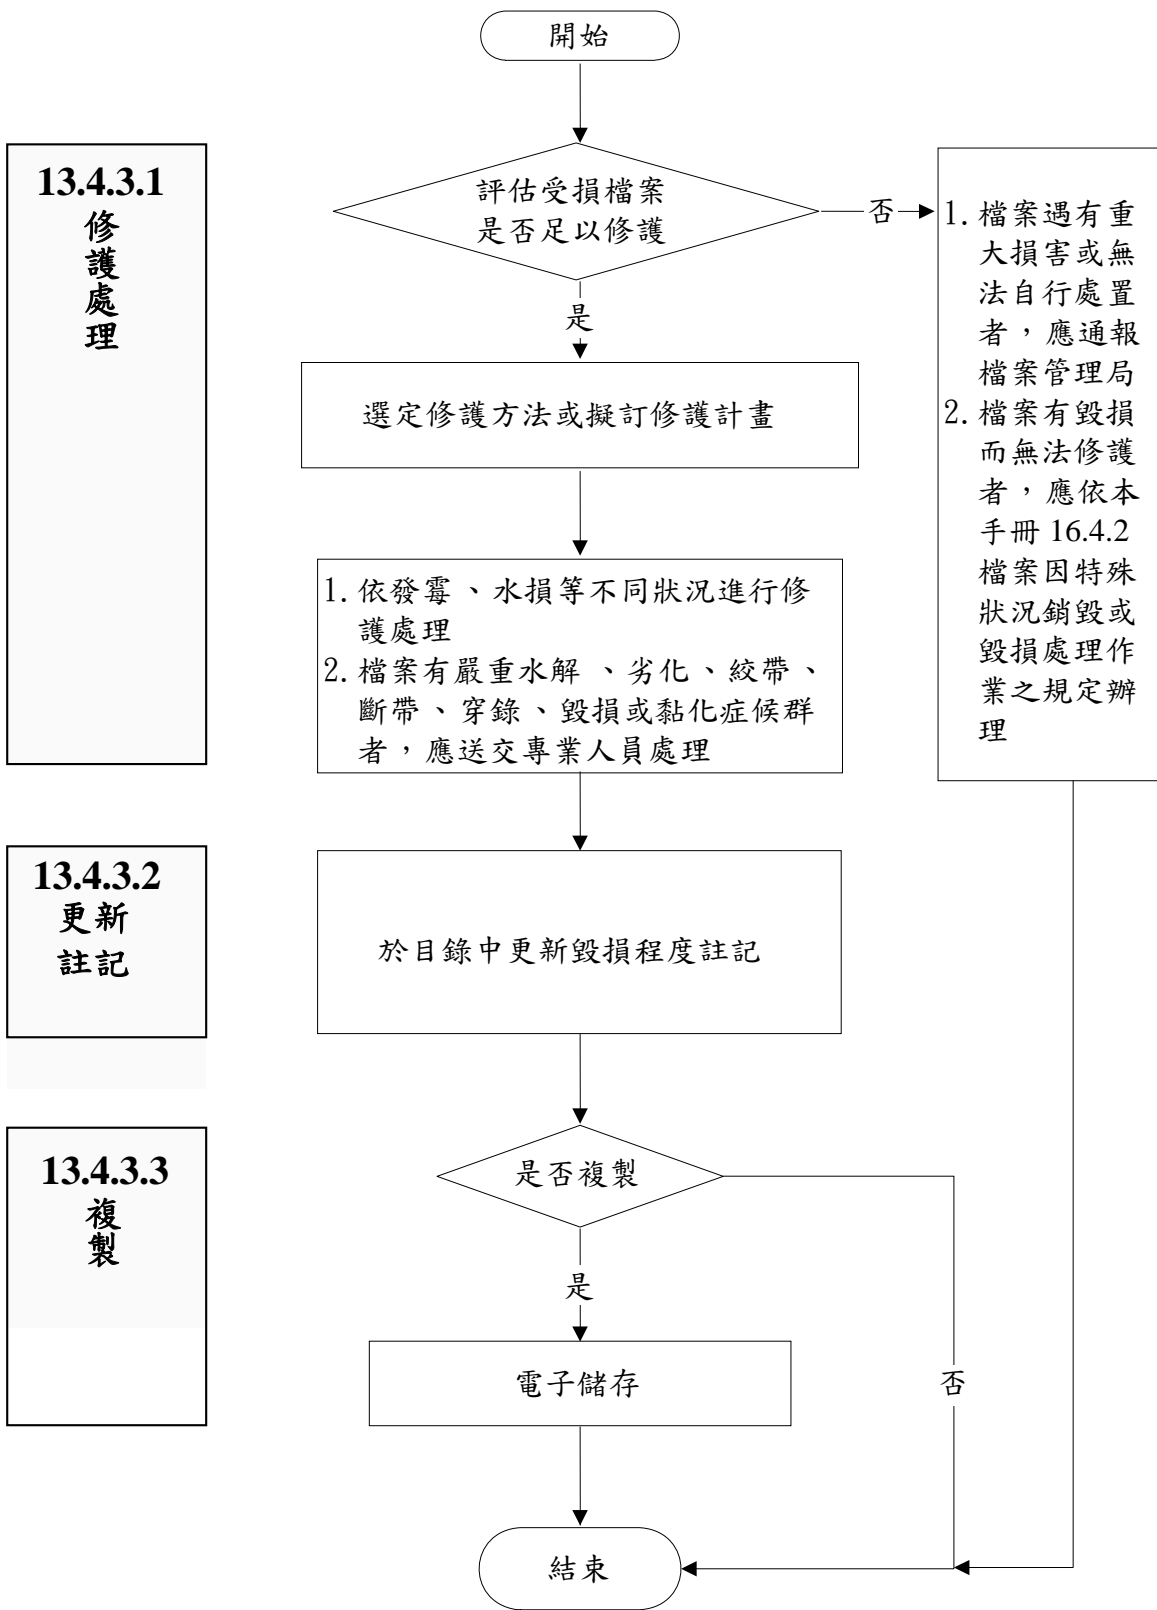 開始
13.4.3.1
修
護
處
理
評估受損檔案
是否足以修護
否
1. 檔案遇有重
大損害或無
法自行處置
者，應通報
檔案管理局
2. 檔案有毀損
而無法修護
者，應依本
手冊 16.4.2
檔案因特殊
狀況銷毀或
毀損處理作
業之規定辦
理
是
選定修護方法或擬訂修護計畫
1. 依發霉、水損等不同狀況進行修
護處理
2. 檔案有嚴重水解、劣化、絞帶、
斷帶、穿錄、毀損或黏化症候群
者，應送交專業人員處理
13.4.3.2
更新
註記
於目錄中更新毀損程度註記
13.4.3.3
複
製
是否複製
是
電子儲存
否
結束